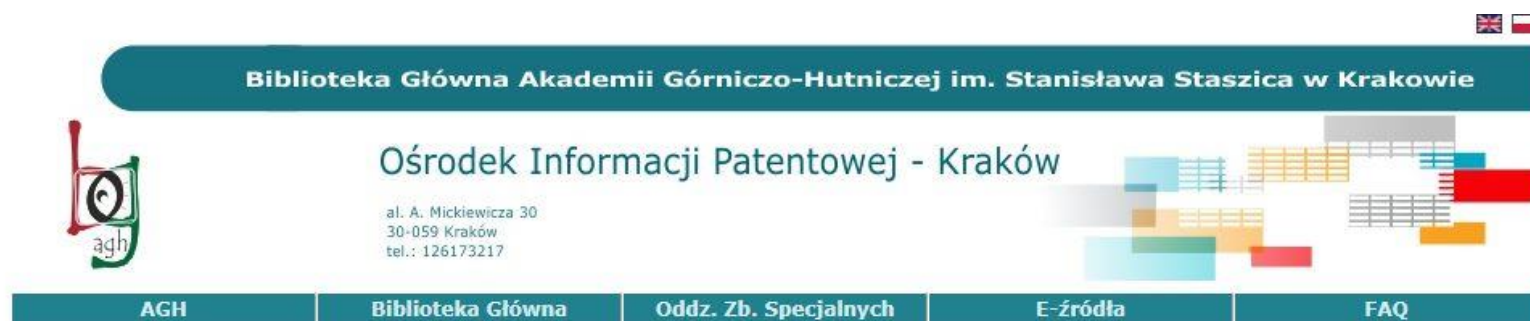 Biblioteka Główna Akademii Górniczo-Hutniczej im. Stanisława Staszica w Krakowie
agh
Ośrodek Informacji Patentowej - Kraków
al. A. Mickiewicza 30
30-059 Kraków
tel.: 126173217
AGH
Biblioteka Główna
Oddz. Zb. Specjalnych
E-źródła
FAQ